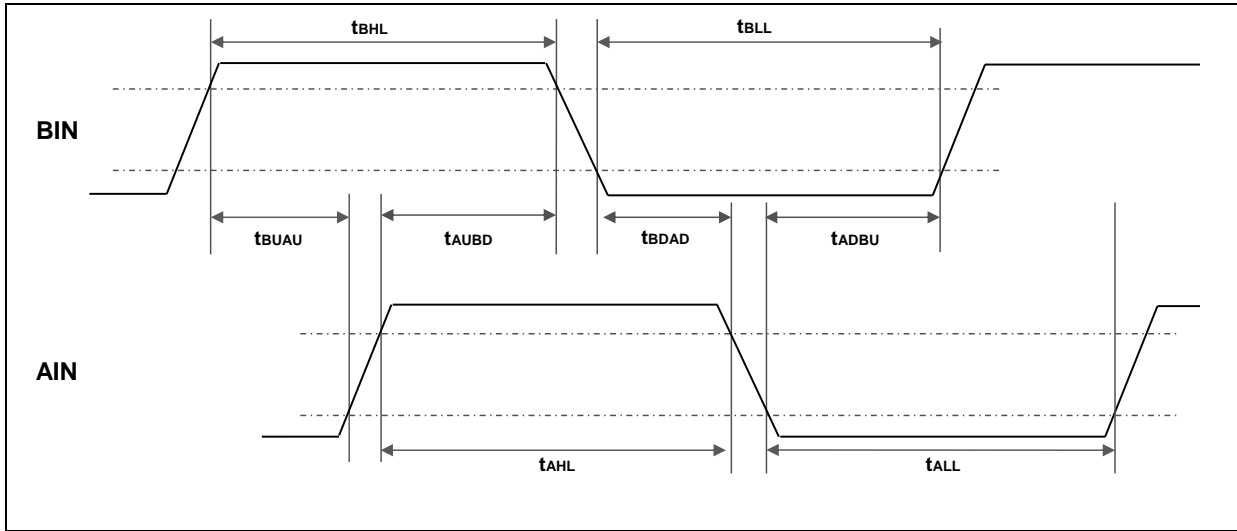 tBHL
tBLL
BIN
tBUAU
tAUBD
tBDAD
tADBU
AIN
tAHL
tALL